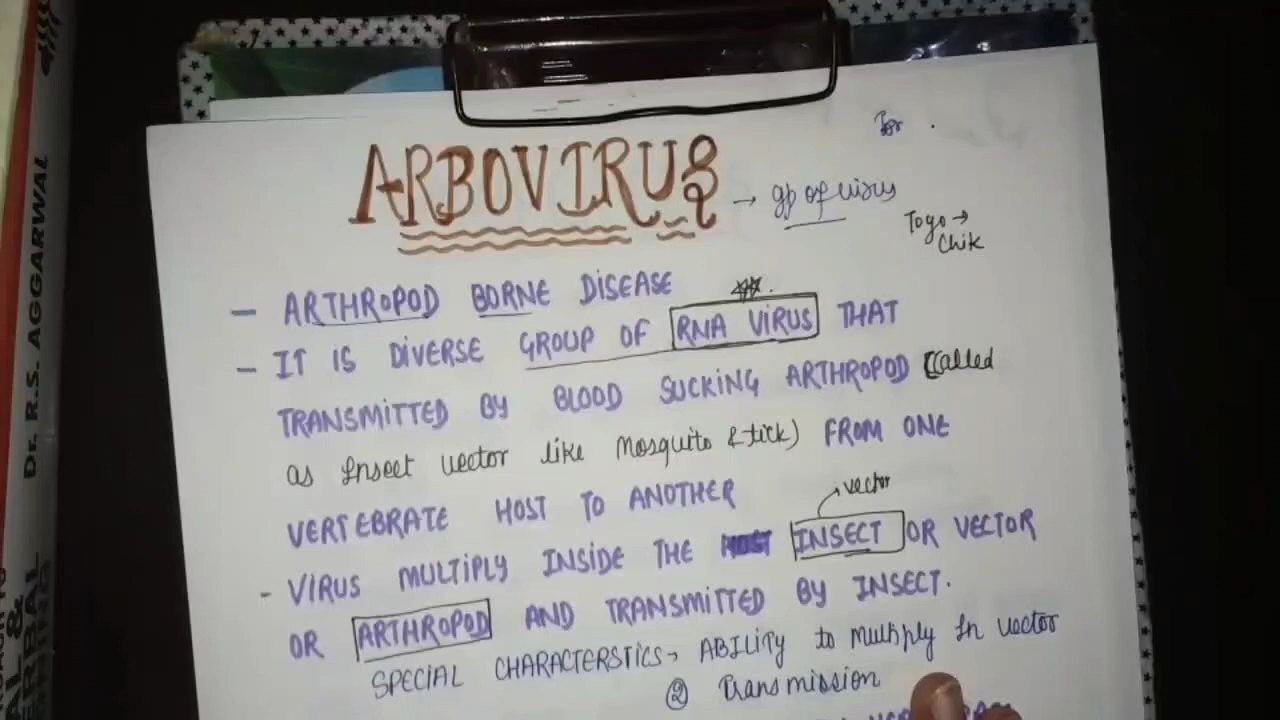 ARBOVIRUS → gp of virus
Togo →
Chik
- ARTHROPOD BORNE DISEASE
- IT IS DIVERSE GROUP OF RNA VIRUS THAT
TRANSMITTED BY BLOOD SUCKING ARTHROPOD (called
as Insect vector like Mosquito & tick) FROM ONE
VERTEBRATE HOST TO ANOTHER
vector
- VIRUS MULTIPLY INSIDE THE INSECT OR VECTOR
OR ARTHROPOD AND TRANSMITTED BY INSECT.
SPECIAL CHARACTERSTICS → ABILITY to multiply In vector
② Transmission
Dr. R.S. AGGARWAL